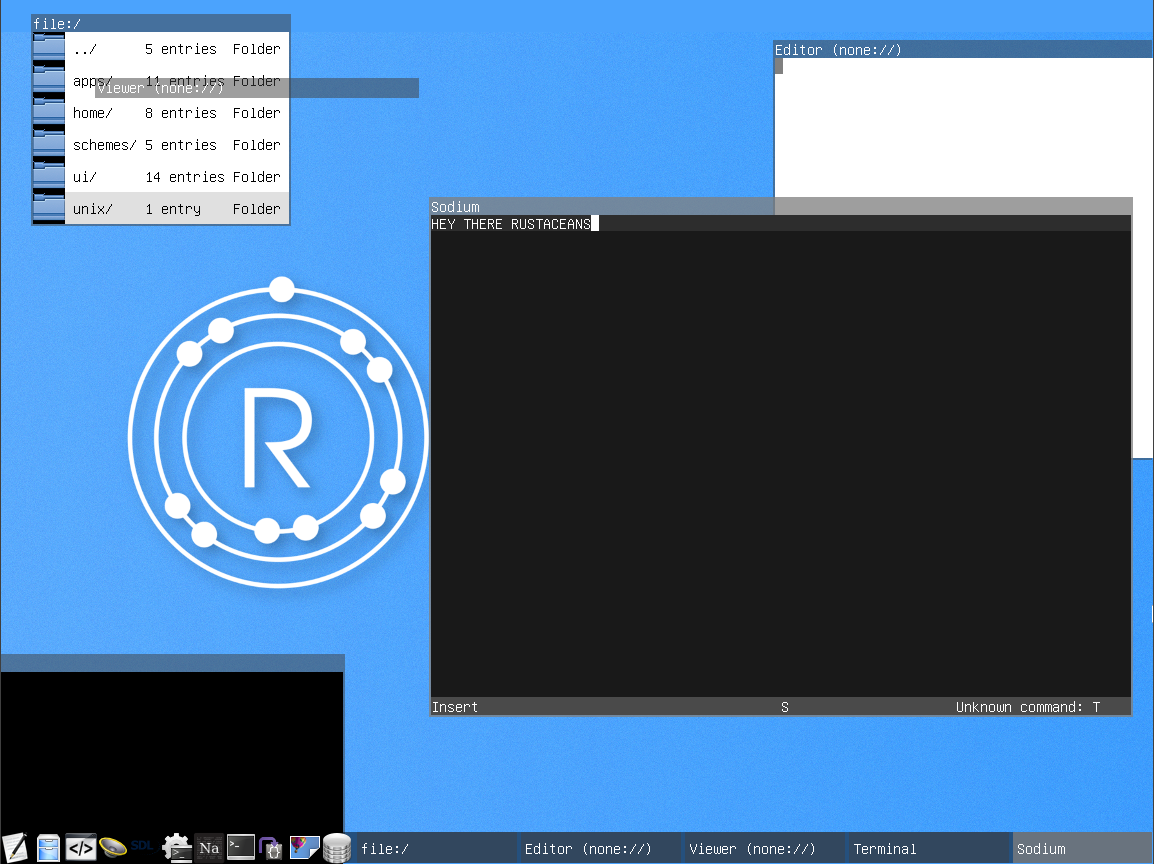 file:/
../ 5 entries Folder
apps/ 11 entries Folder
Viewer (none://)
home/ 8 entries Folder
schemes/ 5 entries Folder
ui/ 14 entries Folder
unix/ 1 entry Folder
Editor (none://)
Sodium
HEY THERE RUSTACEANS
Insert S Unknown command: T
R
</> SDL >_ Na >_
file:/ Editor (none://) Viewer (none://) Terminal Sodium